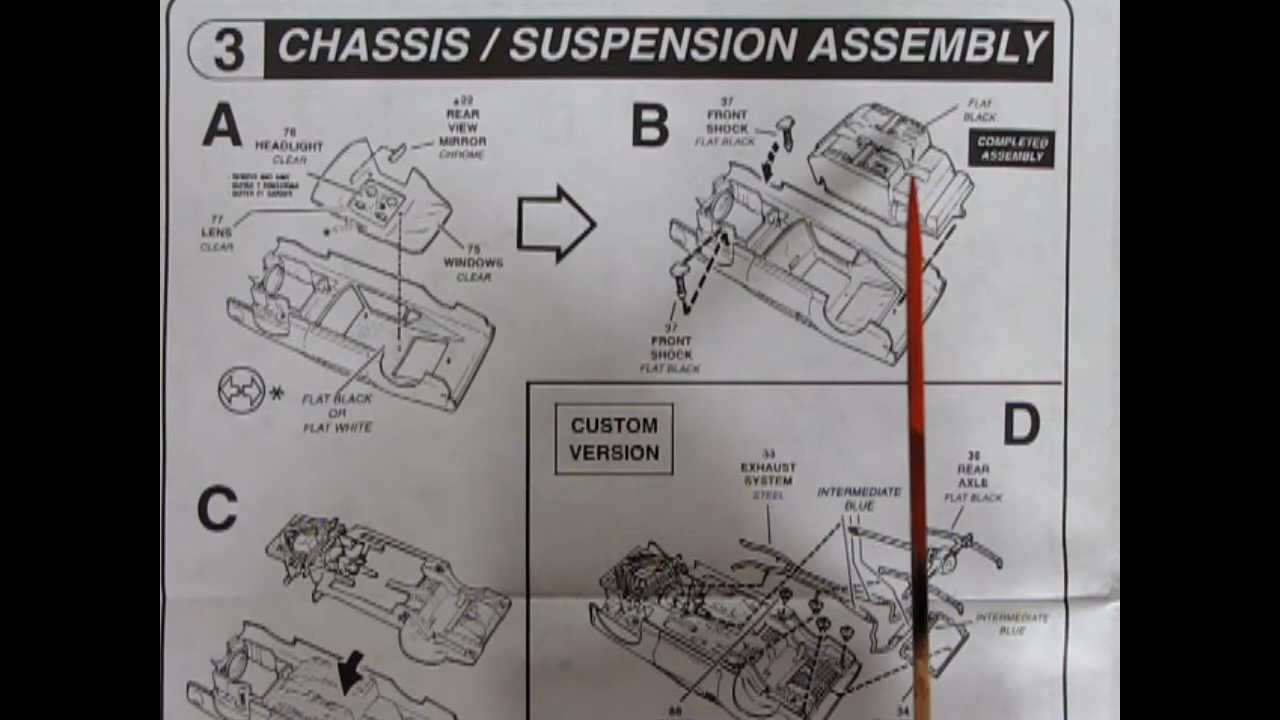 3 CHASSIS / SUSPENSION ASSEMBLY
A
76
HEADLIGHT
CLEAR
▲22
REAR
VIEW
MIRROR
CHROME
77
LENS
CLEAR
75
WINDOWS
CLEAR
*
FLAT BLACK
OR
FLAT WHITE
B
37
FRONT
SHOCK
FLAT BLACK
FLAT
BLACK
COMPLETED
ASSEMBLY
37
FRONT
SHOCK
FLAT BLACK
C
CUSTOM
VERSION
D
33
EXHAUST
SYSTEM
STEEL
INTERMEDIATE
BLUE
REAR
AXLE
FLAT BLACK
INTERMEDIATE
BLUE
34